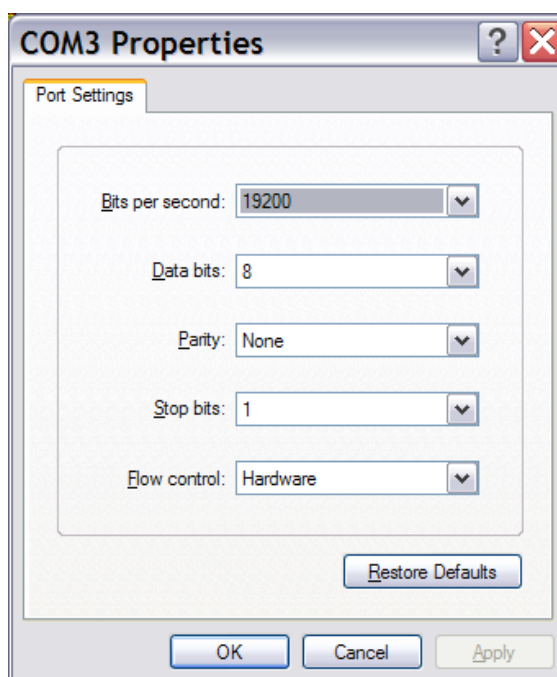 COM3 Properties
Port Settings
Bits per second: 19200
Data bits: 8
Parity: None
Stop bits: 1
Flow control: Hardware
Restore Defaults
OK Cancel Apply